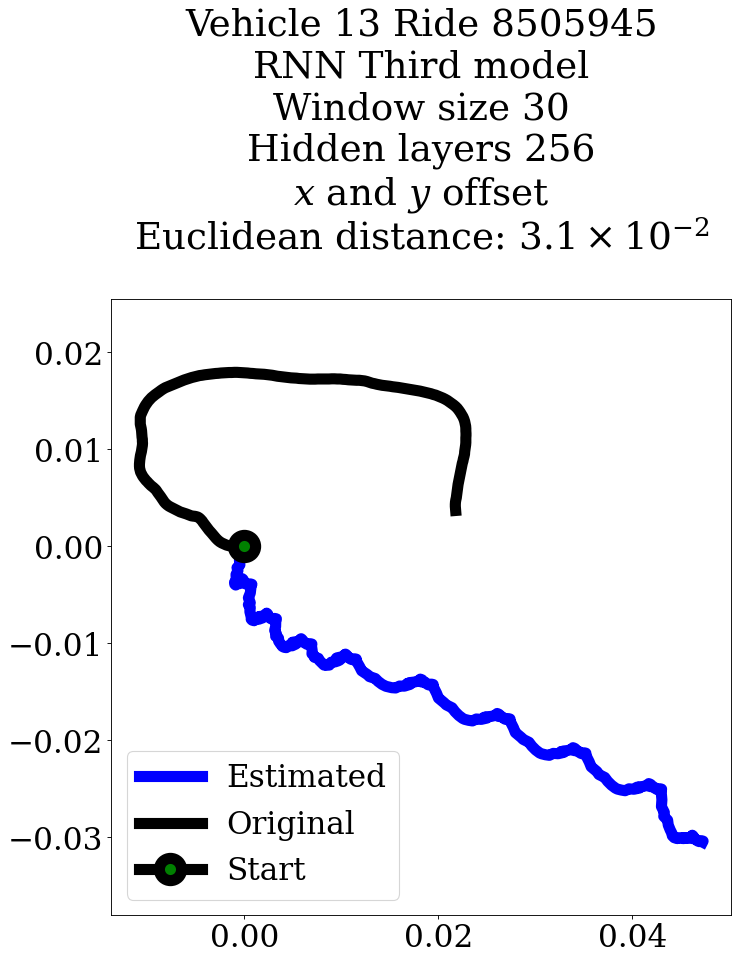 Vehicle 13 Ride 8505945
RNN Third model
Window size 30
Hidden layers 256
x and y offset
Euclidean distance: 3.1 × 10⁻²
0.02
0.01
0.00
−0.01
−0.02
−0.03
Estimated
Original
Start
0.00 0.02 0.04